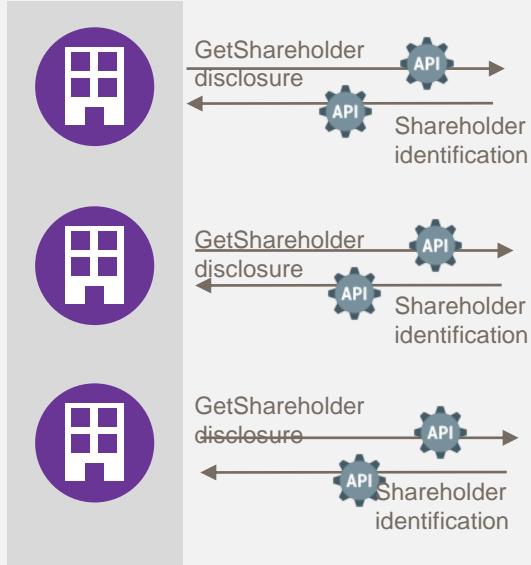 GetShareholder
disclosure
API
API
Shareholder
identification
GetShareholder
disclosure
API
API
Shareholder
identification
GetShareholder
disclosure
API
API
Shareholder
identification